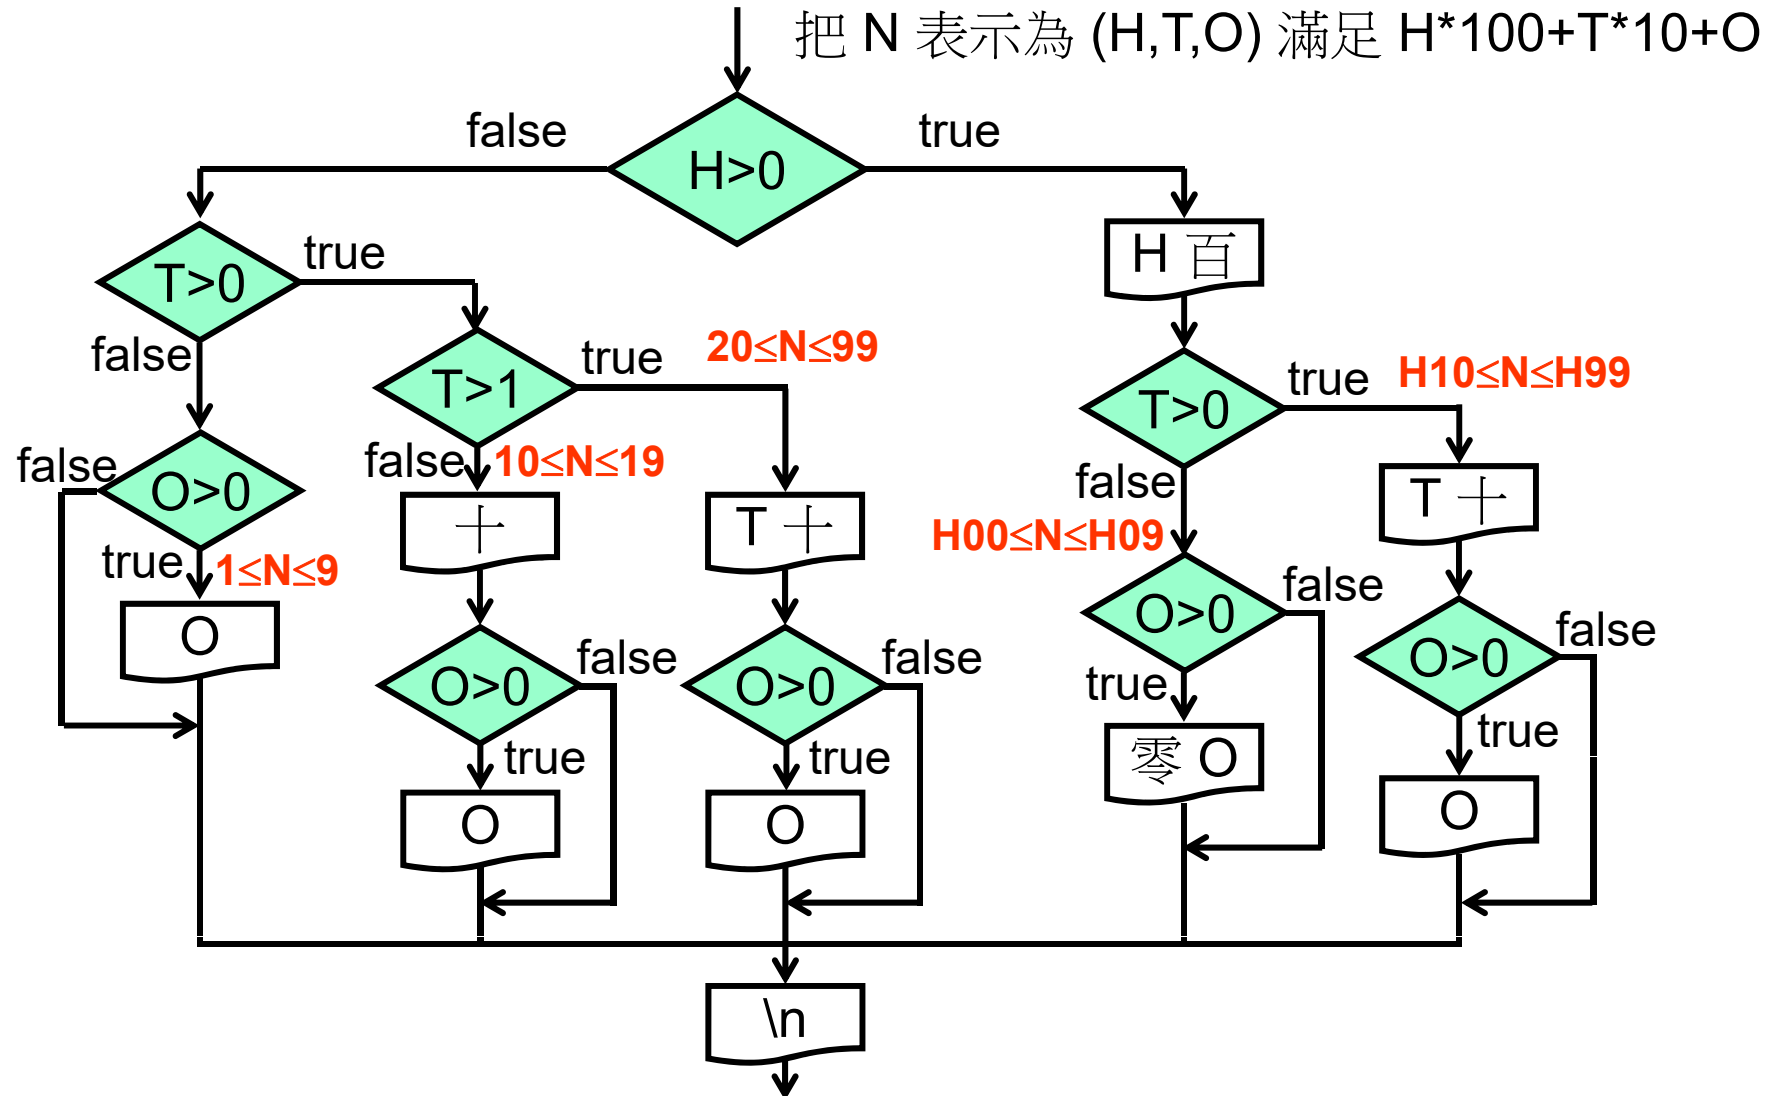 把 N 表示為 (H,T,O) 滿足 H*100+T*10+O
false
true
H>0
H 百
T>0
true
false
T>1
true
20≤N≤99
T>0
true
H10≤N≤H99
false
10≤N≤19
false
H00≤N≤H09
T 十
false
O>0
true
1≤N≤9
十
T 十
O>0
false
O>0
false
O
O>0
false
O>0
false
true
零 O
true
O
true
O
true
O
\n